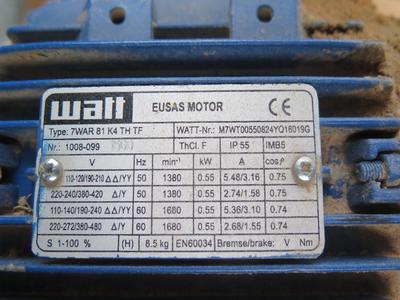 watt EUSAS MOTOR CE
Type: 7WAR 81 K4 TH TF WATT-Nr.: M7WT00550824YQ16019G
Nr.: 1008-099 ThCL F IP 55 IMB5
V Hz min⁻¹ kW A cosφ
110-120/190-210 △△/YY 50 1380 0.55 5.48/3.16 0.75
220-240/380-420 △/Y 50 1380 0.55 2.74/1.58 0.75
110-140/190-240 △△/YY 60 1680 0.55 5.36/3.10 0.74
220-272/380-480 △/Y 60 1680 0.55 2.68/1.55 0.74
S 1-100 % (H) 8.5 kg EN60034 Bremse/brake: V Nm